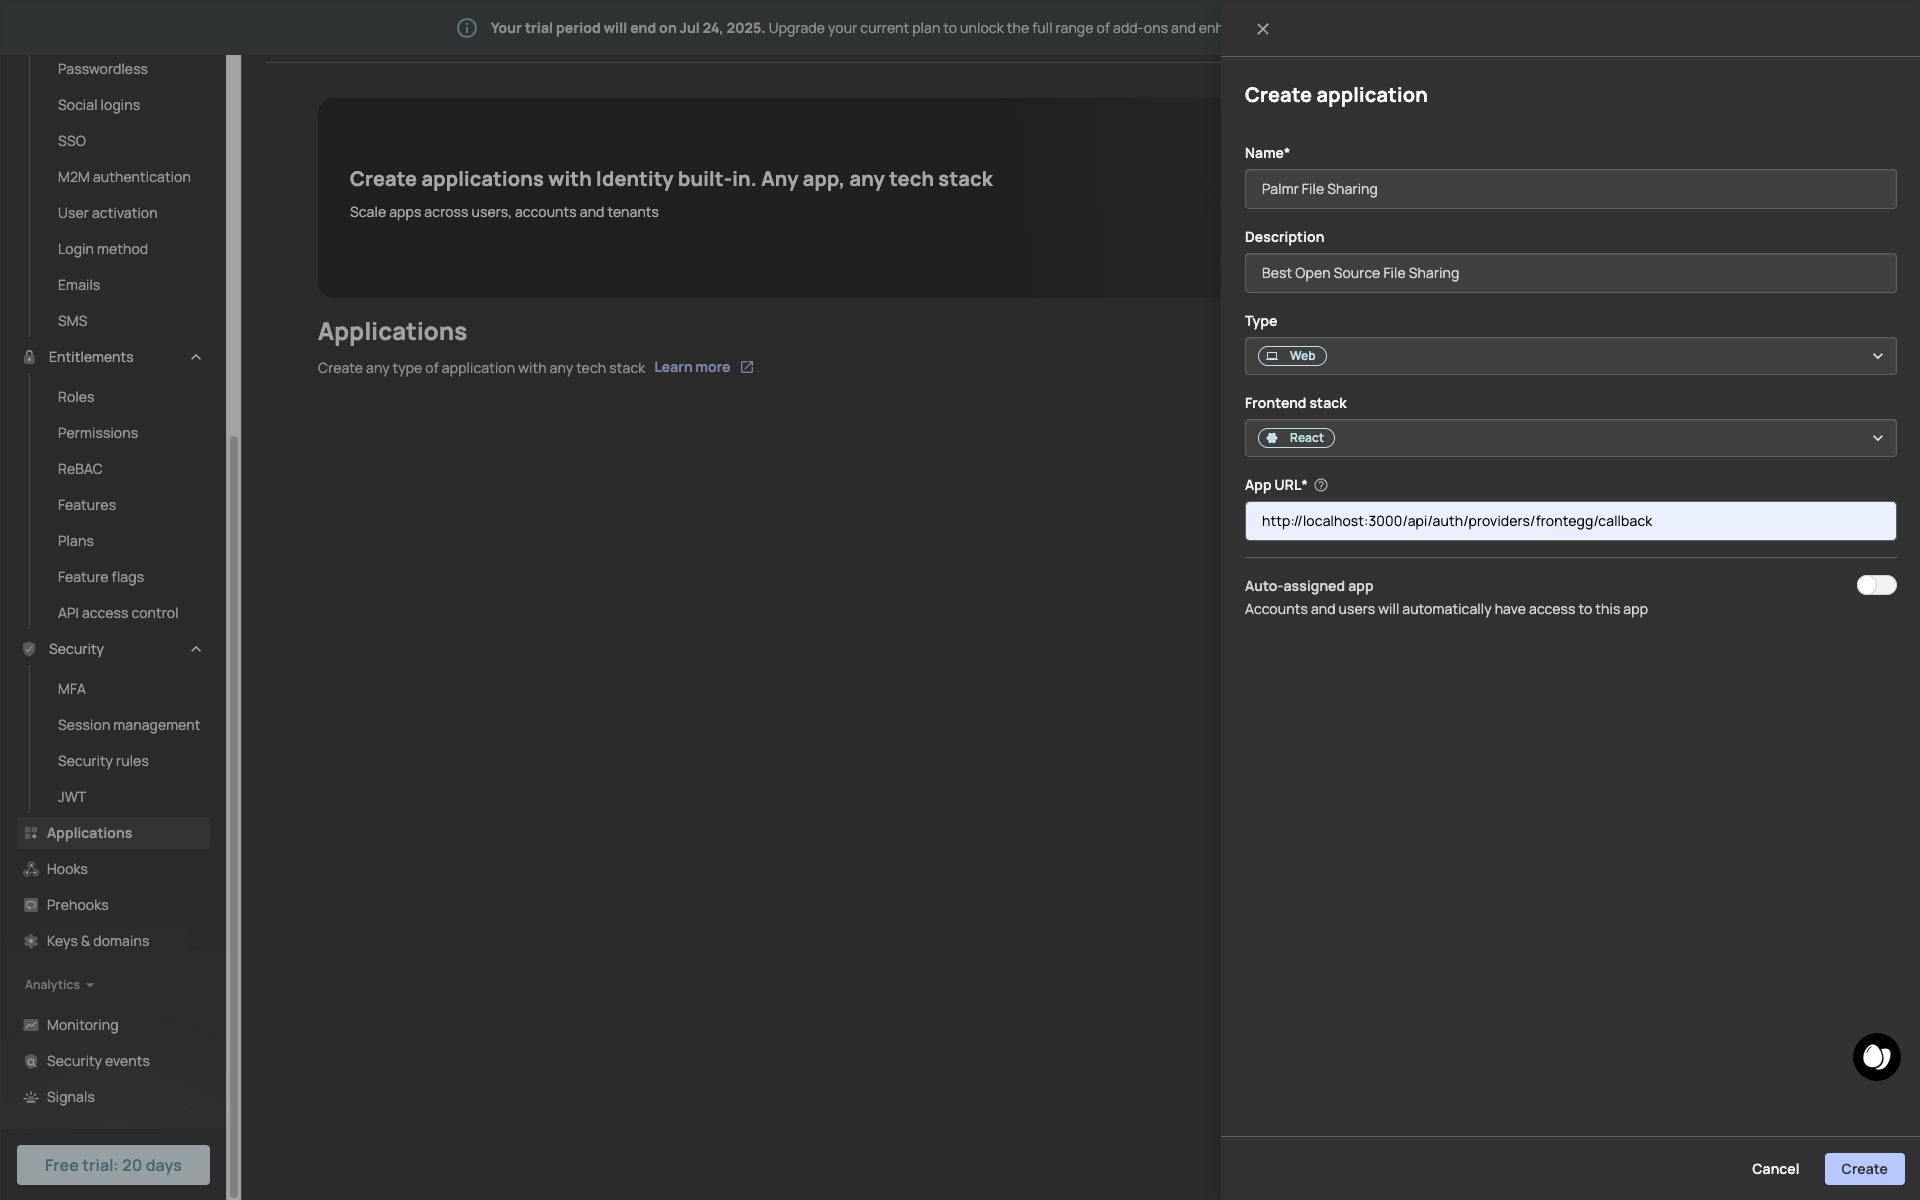 Your trial period will end on Jul 24, 2025. Upgrade your current plan to unlock the full range of add-ons and enh
Passwordless
Social logins
SSO
M2M authentication
User activation
Login method
Emails
SMS
Entitlements
Roles
Permissions
ReBAC
Features
Plans
Feature flags
API access control
Security
MFA
Session management
Security rules
JWT
Applications
Hooks
Prehooks
Keys & domains
Analytics
Monitoring
Security events
Signals
Free trial: 20 days
Create applications with Identity built-in. Any app, any tech stack
Scale apps across users, accounts and tenants
Applications
Create any type of application with any tech stack Learn more
Create application
Name*
Palmr File Sharing
Description
Best Open Source File Sharing
Type
Web
Frontend stack
React
App URL*
http://localhost:3000/api/auth/providers/frontegg/callback
Auto-assigned app
Accounts and users will automatically have access to this app
Cancel
Create